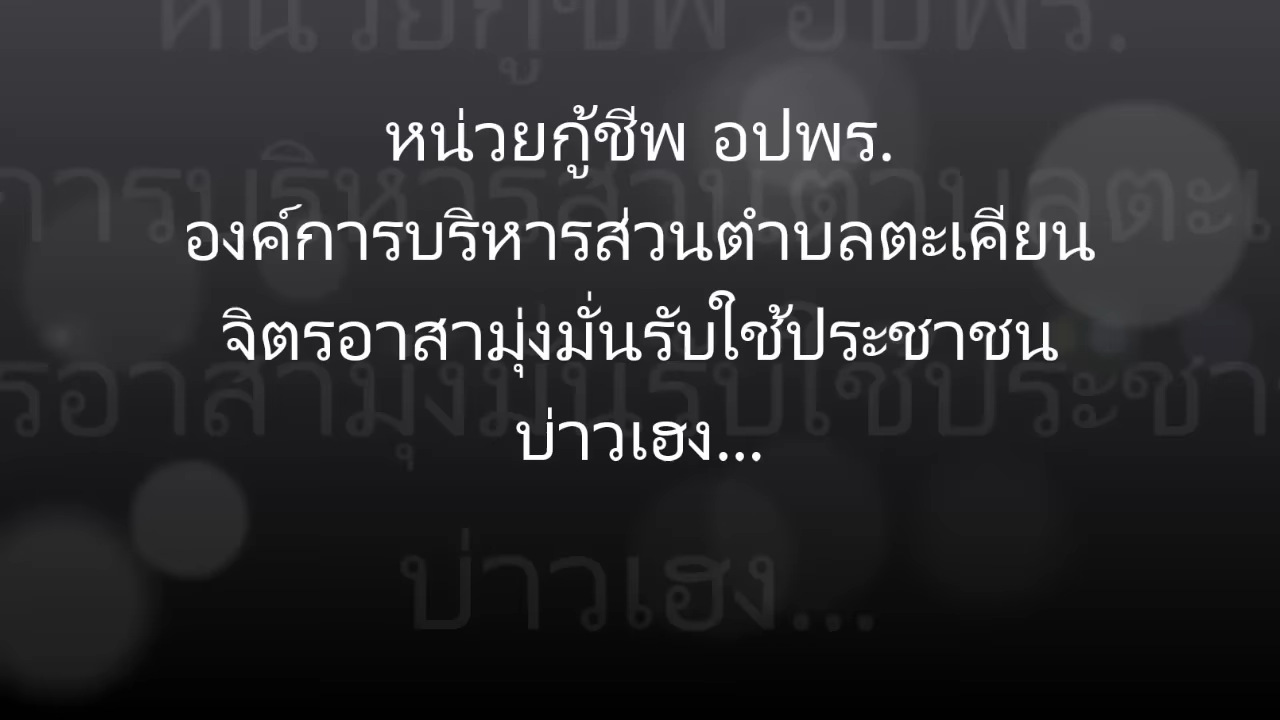 หน่วยกู้ชีพ อปพร.
องค์การบริหารส่วนตำบลตะเคียน
จิตรอาสามุ่งมั่นรับใช้ประชาชน
บ่าวเฮง...